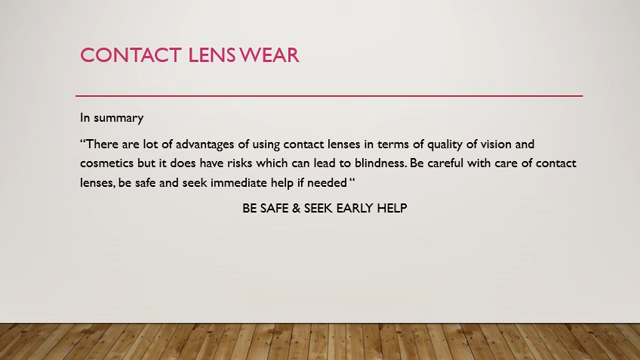 CONTACT LENS WEAR
In summary
“There are lot of advantages of using contact lenses in terms of quality of vision and
cosmetics but it does have risks which can lead to blindness. Be careful with care of contact
lenses, be safe and seek immediate help if needed “
BE SAFE & SEEK EARLY HELP